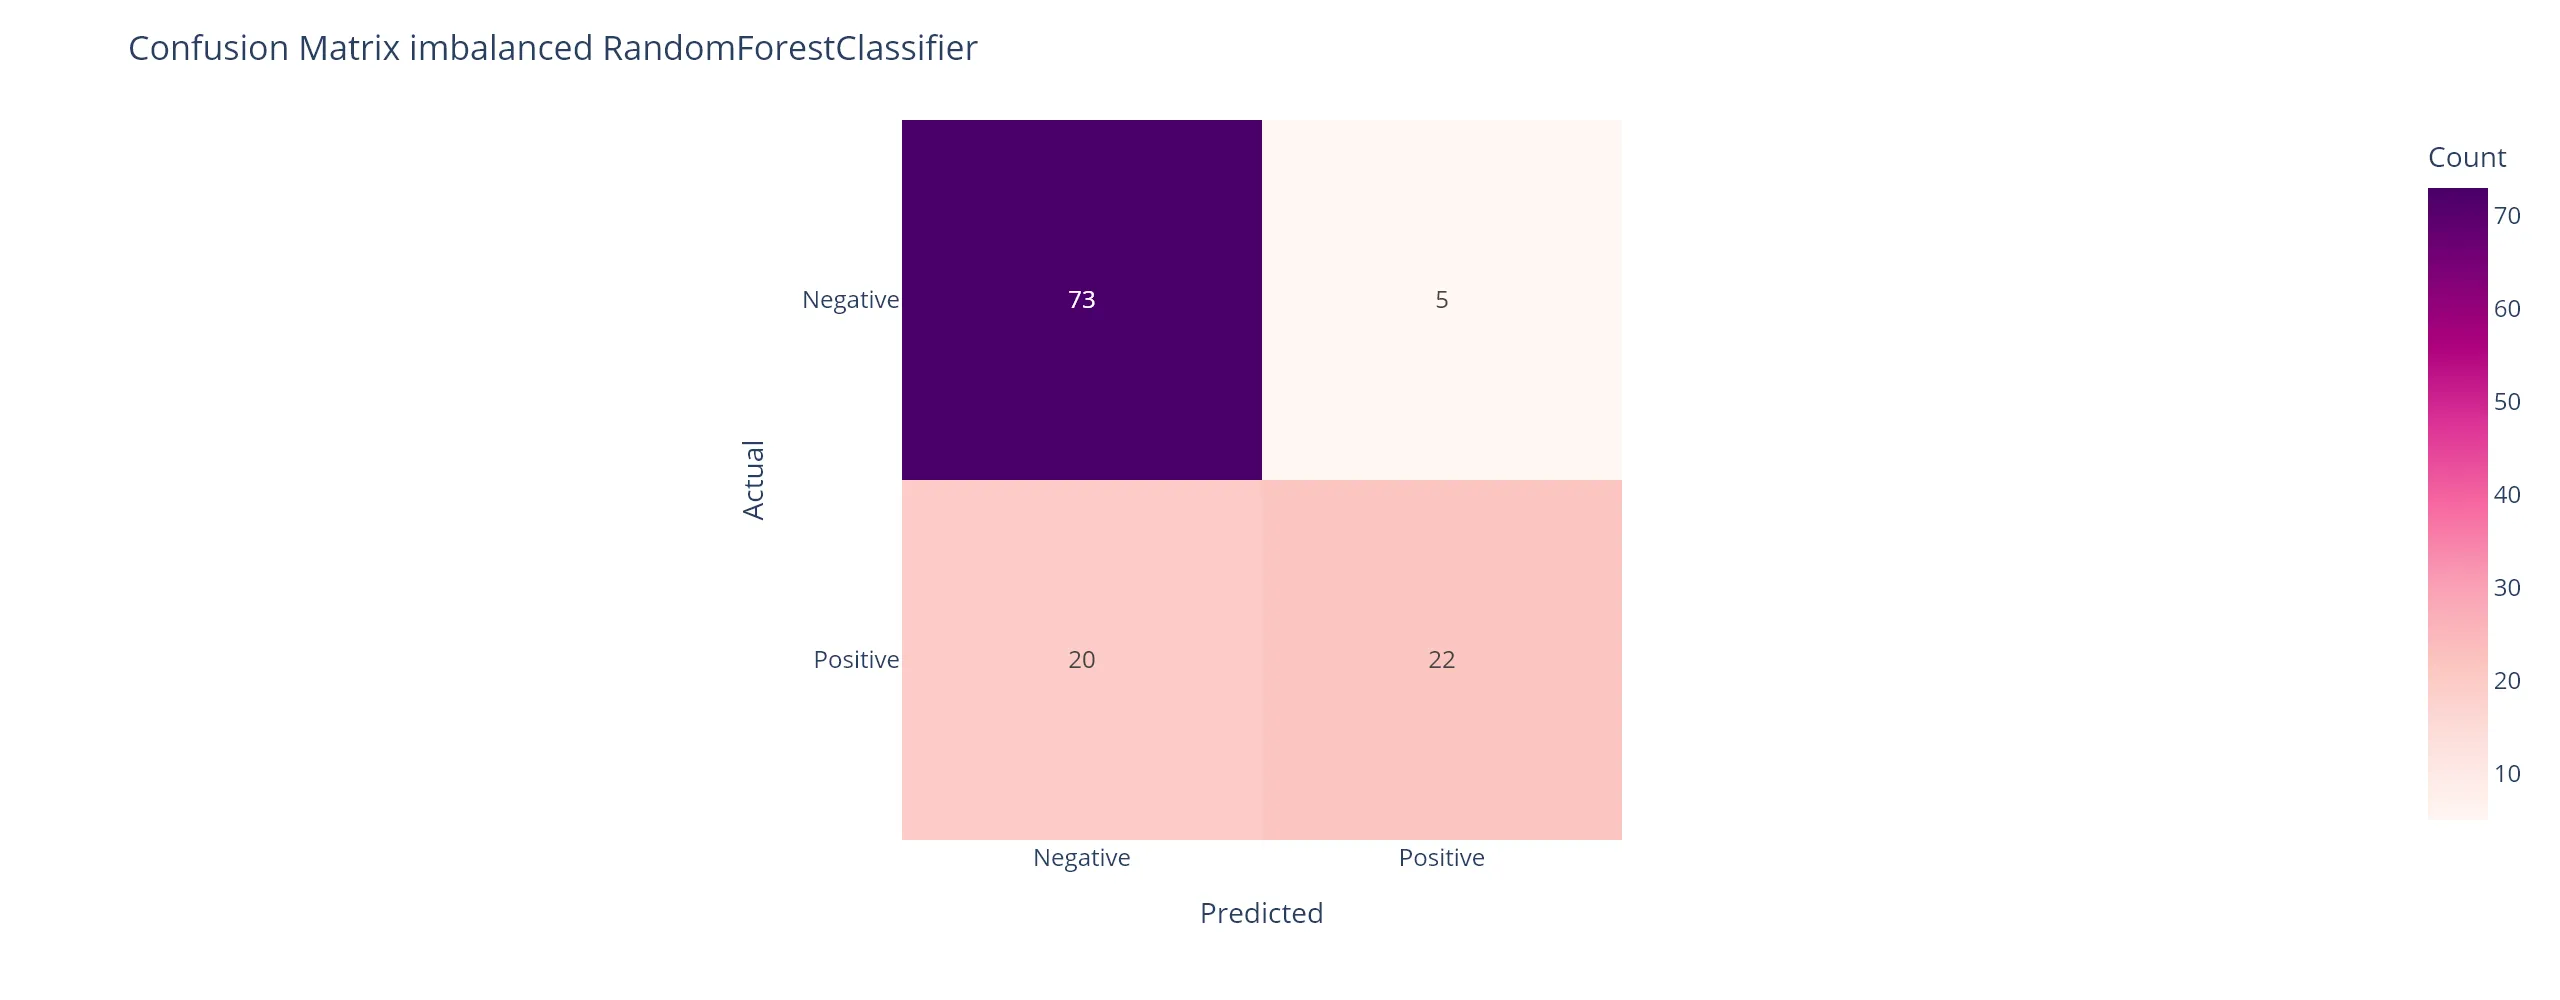 Confusion Matrix imbalanced RandomForestClassifier
Count
70
60
50
40
30
20
10
Actual
Negative
73
5
Positive
20
22
Negative
Positive
Predicted